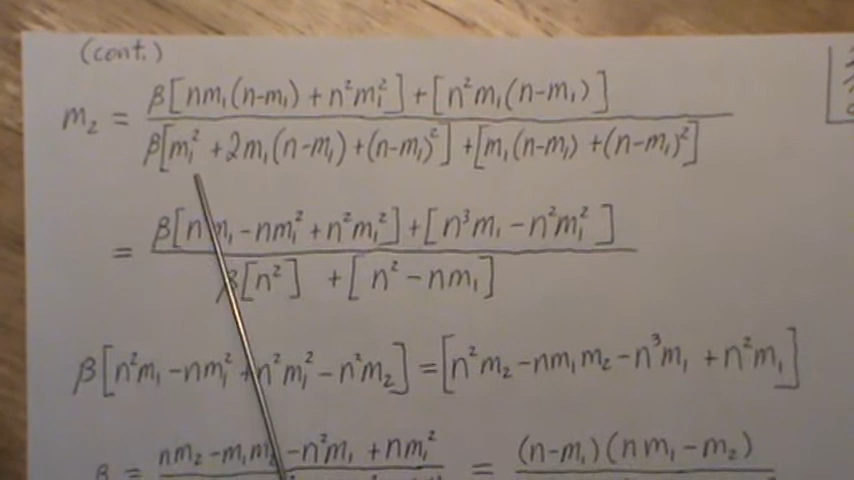 (cont.)
m₂ = β[nm₁(n-m₁) + n²m₁²] + [n²m₁(n-m₁)] / β[m₁² + 2m₁(n-m₁) + (n-m₁)²] + [m₁(n-m₁) + (n-m₁)²]
= β[n m₁ - nm₁² + n²m₁²] + [n³m₁ - n²m₁²] / β[n²] + [n² - nm₁]
β[n²m₁ - nm₁² + n²m₁² - n²m₂] = [n²m₂ - nm₁m₂ - n³m₁ + n²m₁]
β = nm₂ - m₁m₂ - n²m₁ + nm₁² = (n-m₁)(nm₁-m₂)